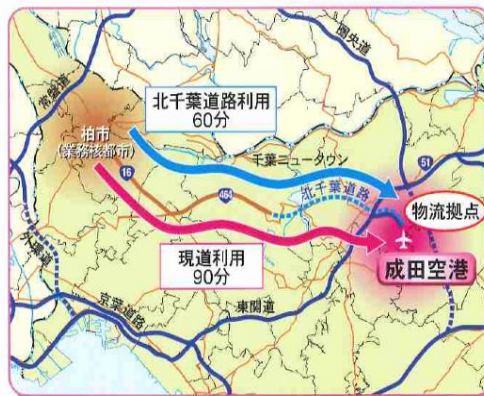 圏央道
常磐道
北千葉道路利用
60分
柏市
(業務核都市)
千葉ニュータウン
16
464
北千葉道路
51
物流拠点
外環道
現道利用
90分
成田空港
京葉道路
東関道